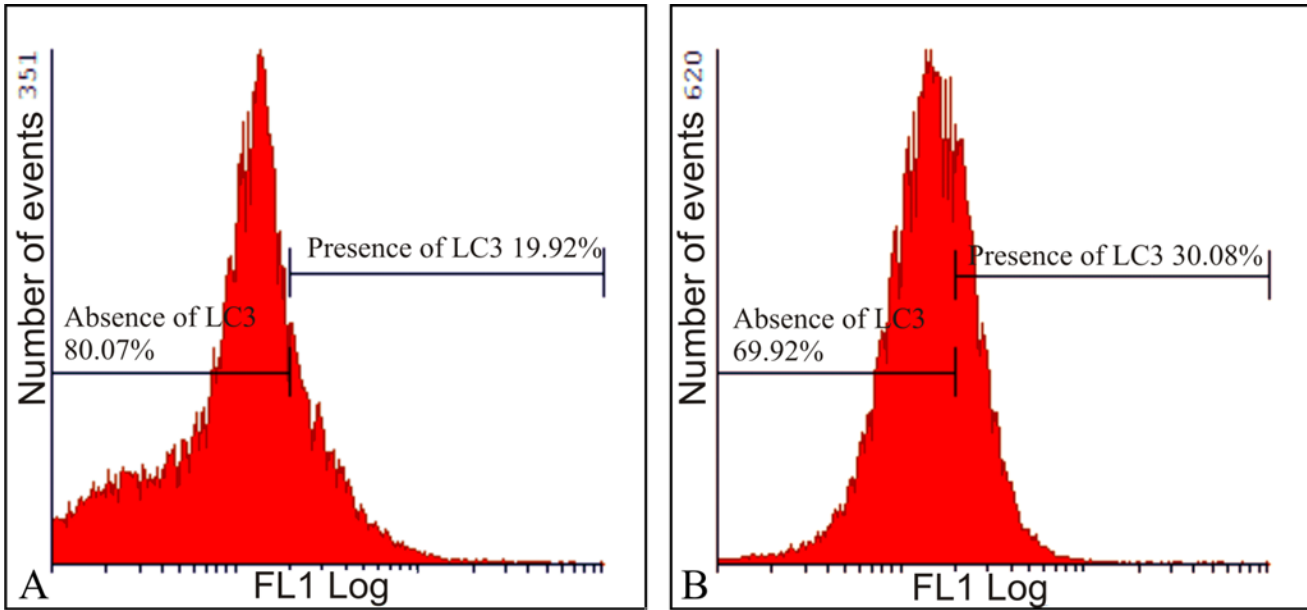 Number of events 351
Presence of LC3 19.92%
Absence of LC3
80.07%
A
FL1 Log
Number of events 620
Presence of LC3 30.08%
Absence of LC3
69.92%
B
FL1 Log